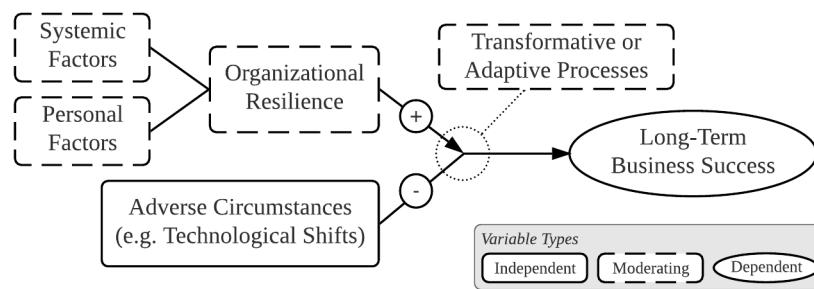 Systemic
Factors
Personal
Factors
Organizational
Resilience
Transformative or
Adaptive Processes
+
-
Long-Term
Business Success
Adverse Circumstances
(e.g. Technological Shifts)
Variable Types
Independent
Moderating
Dependent